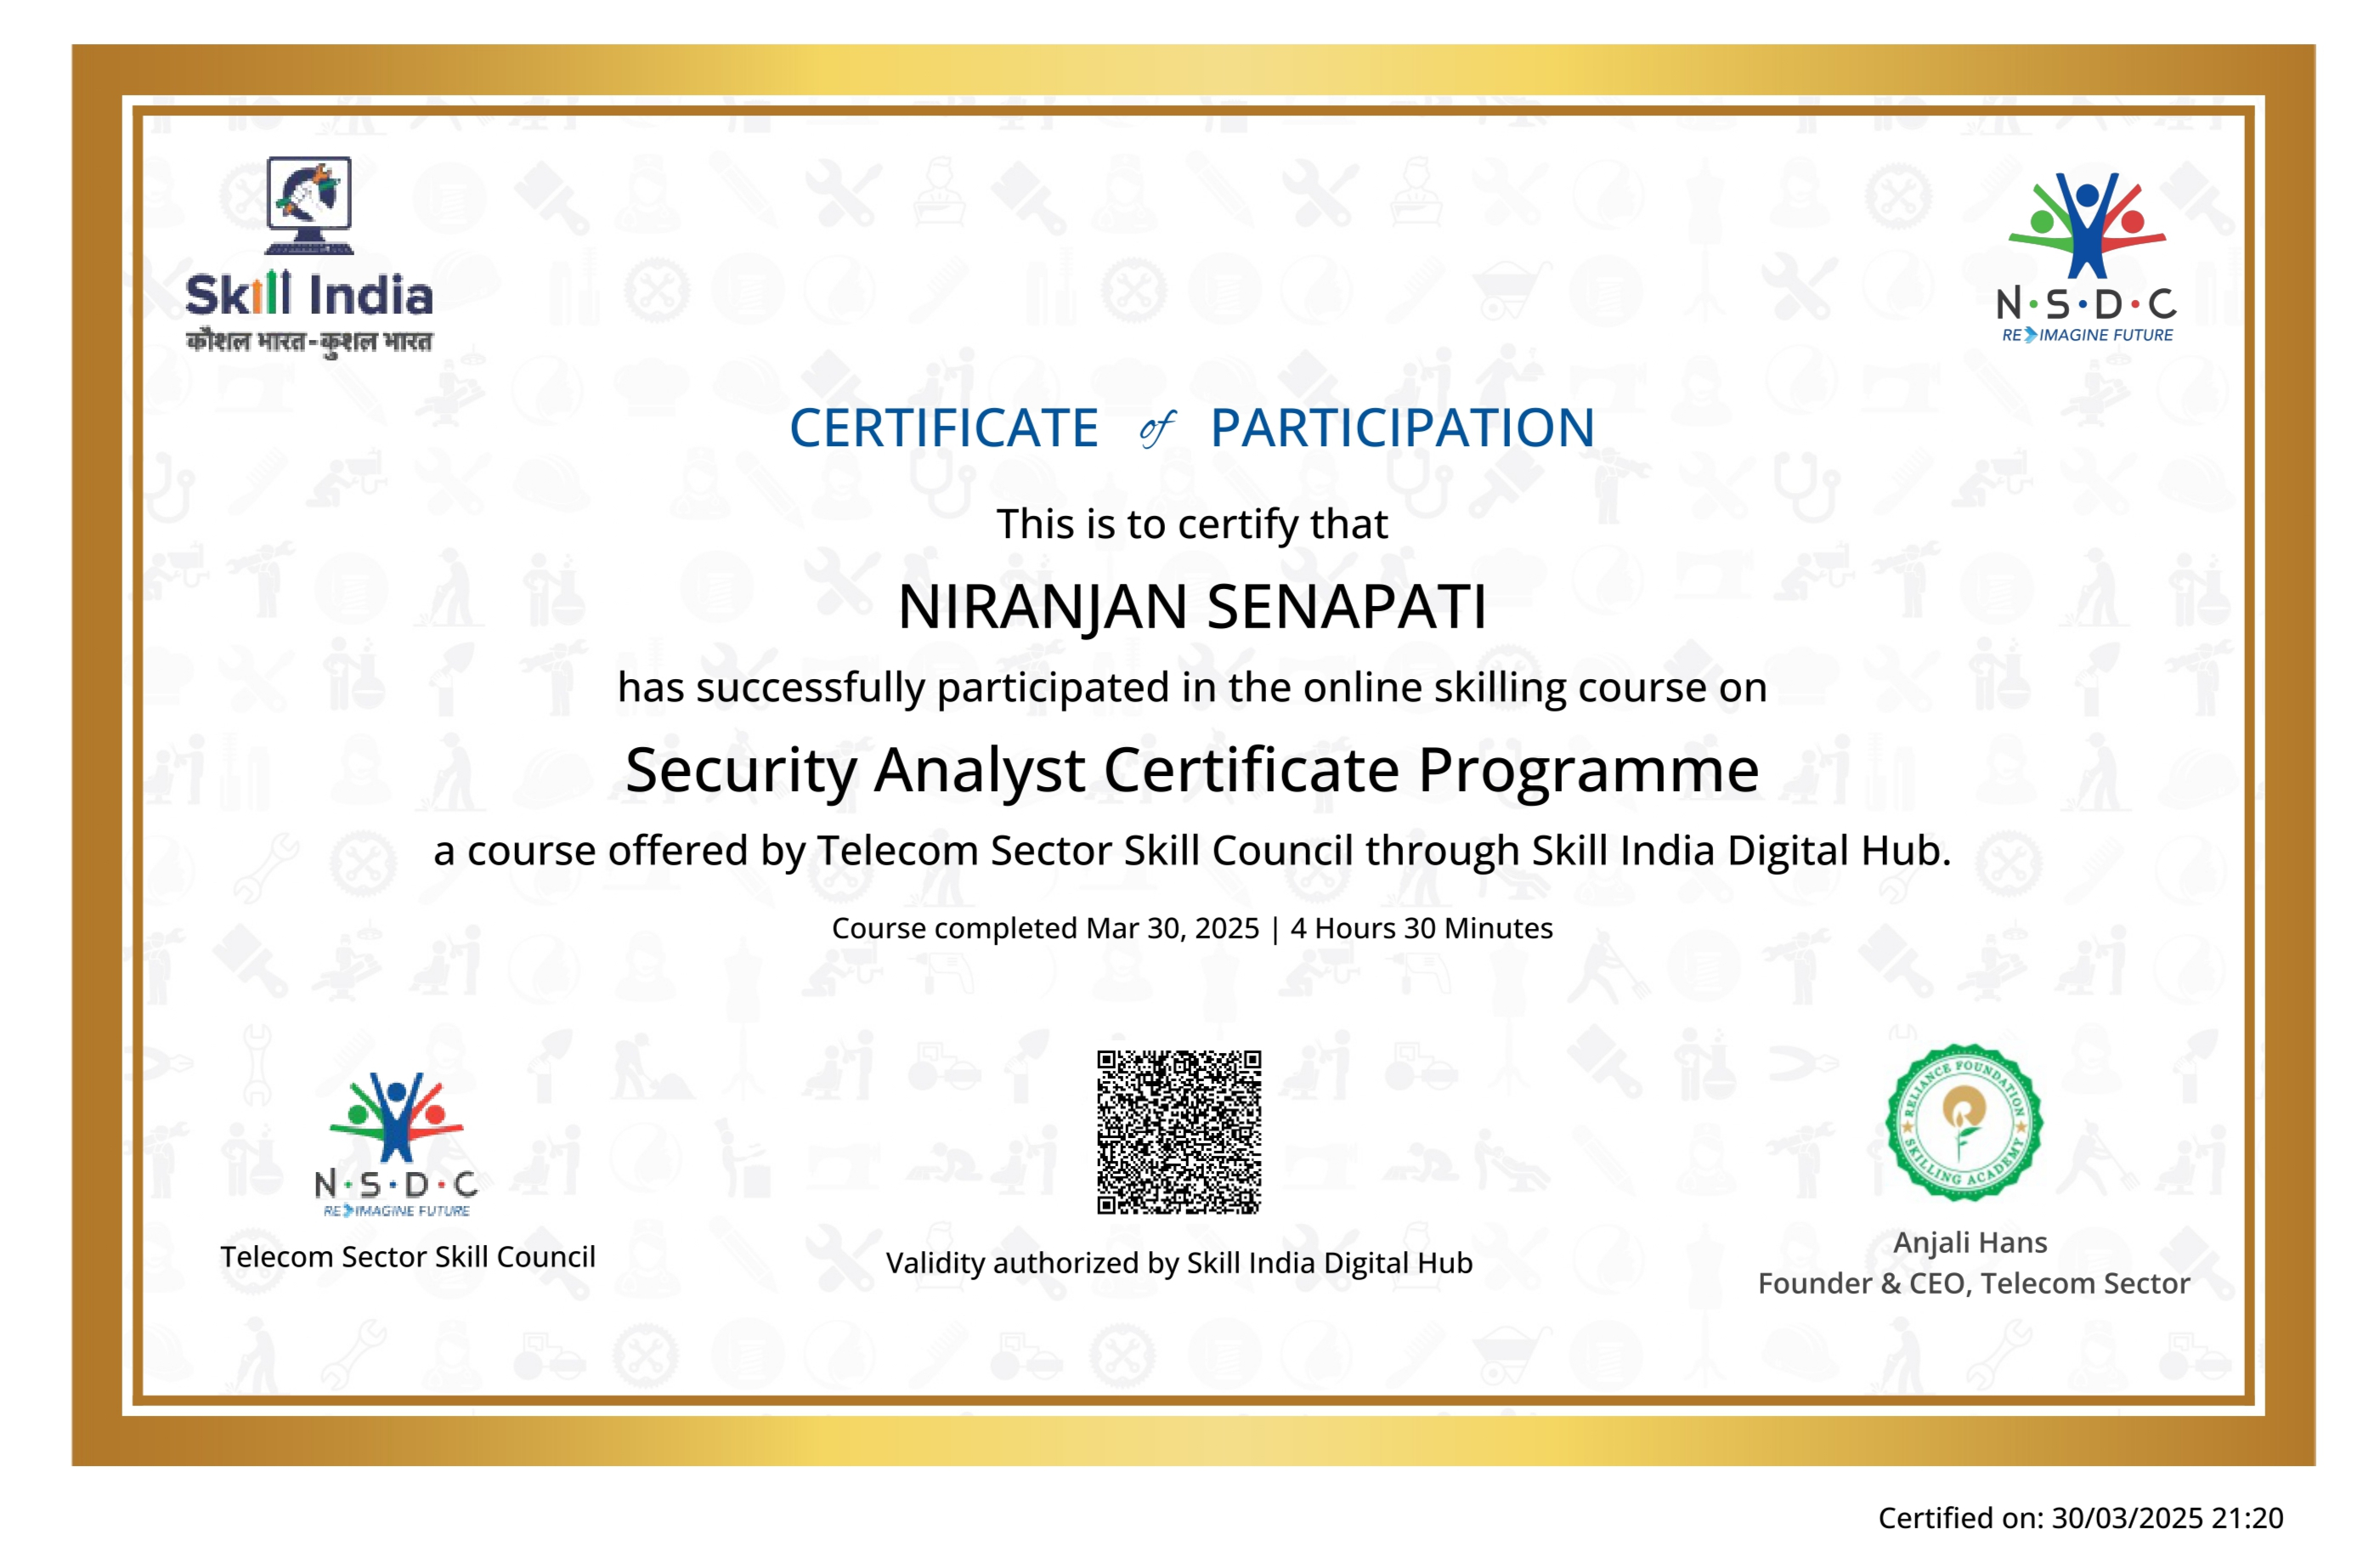 Skill India
कौशल भारत-कुशल भारत
N·S·D·C
RE IMAGINE FUTURE
CERTIFICATE of PARTICIPATION
This is to certify that
NIRANJAN SENAPATI
has successfully participated in the online skilling course on
Security Analyst Certificate Programme
a course offered by Telecom Sector Skill Council through Skill India Digital Hub.
Course completed Mar 30, 2025 | 4 Hours 30 Minutes
N·S·D·C
RE IMAGINE FUTURE
Telecom Sector Skill Council
Validity authorized by Skill India Digital Hub
RELIANCE FOUNDATION
SKILLING ACADEMY
Anjali Hans
Founder & CEO, Telecom Sector
Certified on: 30/03/2025 21:20